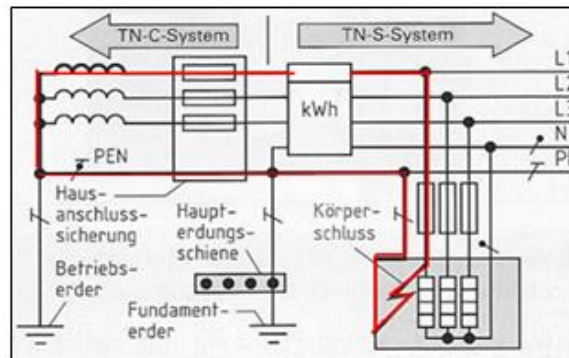 TN-C-System
TN-S-System
L1
L2
L3
N
kWh
PEN
Haus-
anschluss-
sicherung
Haupt-
erdungs-
schiene
Körper-
schluss
Betriebs-
erder
Fundament-
erder